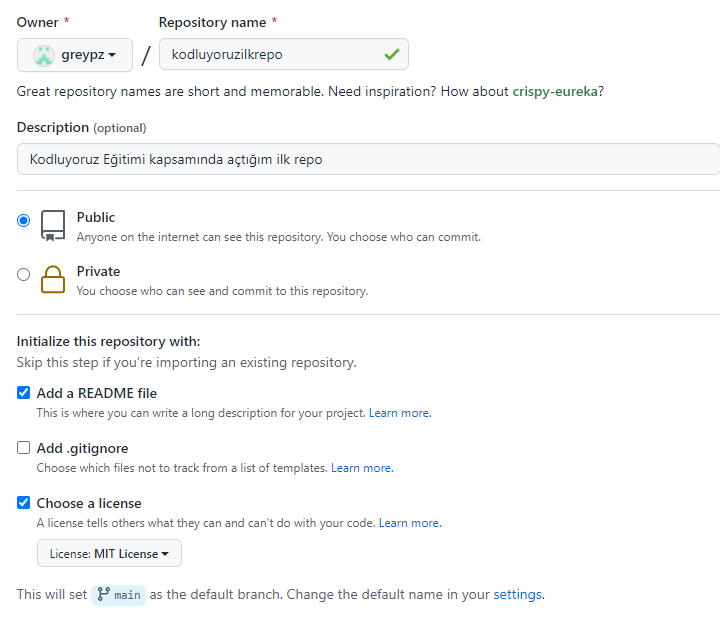 Owner * Repository name *
greypz / kodluyoruzilkrepo
Great repository names are short and memorable. Need inspiration? How about crispy-eureka?
Description (optional)
Kodluyoruz Eğitimi kapsamında açtığım ilk repo
Public
Anyone on the internet can see this repository. You choose who can commit.
Private
You choose who can see and commit to this repository.
Initialize this repository with:
Skip this step if you're importing an existing repository.
Add a README file
This is where you can write a long description for your project. Learn more.
Add .gitignore
Choose which files not to track from a list of templates. Learn more.
Choose a license
A license tells others what they can and can't do with your code. Learn more.
License: MIT License
This will set main as the default branch. Change the default name in your settings.